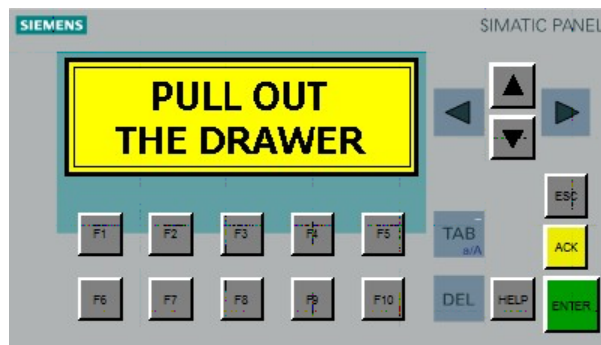 SIEMENS
SIMATIC PANEL
PULL OUT
THE DRAWER
ESC
F1 F2 F3 F4 F5 TAB
a/A
ACK
F6 F7 F8 F9 F10 DEL HELP ENTER